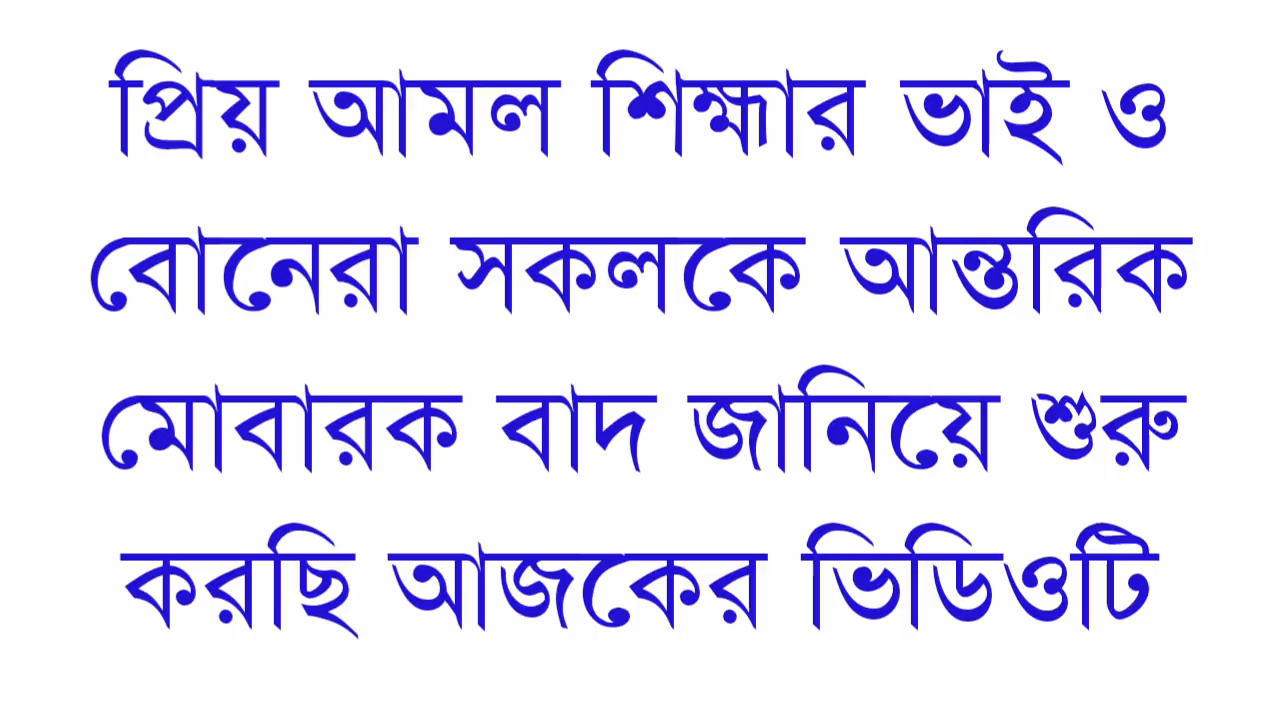 প্রিয় আমল শিহ্মার ভাই ও
বোনেরা সকলকে আন্তরিক
মোবারক বাদ জানিয়ে শুরু
করছি আজকের ভিডিওটি